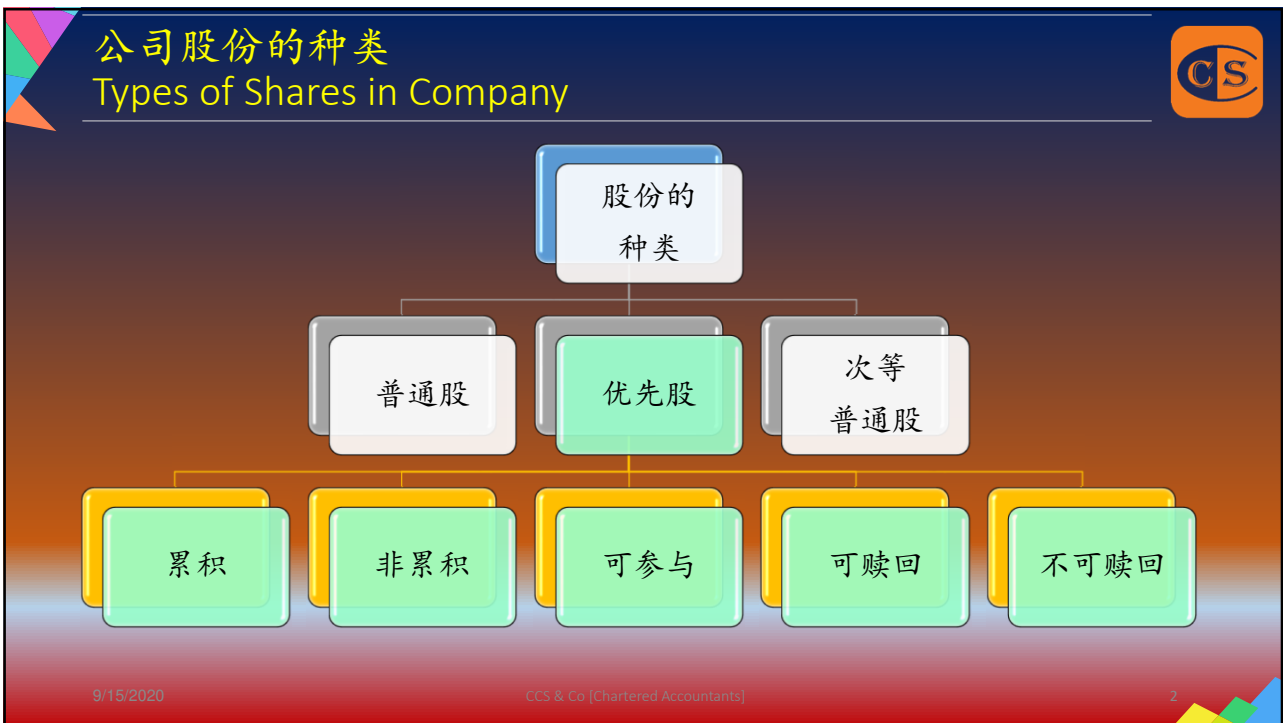 公司股份的种类
Types of Shares in Company
CS
股份的
种类
普通股
优先股
次等
普通股
累积
非累积
可参与
可赎回
不可赎回
9/15/2020
CCS & Co [Chartered Accountants]
2